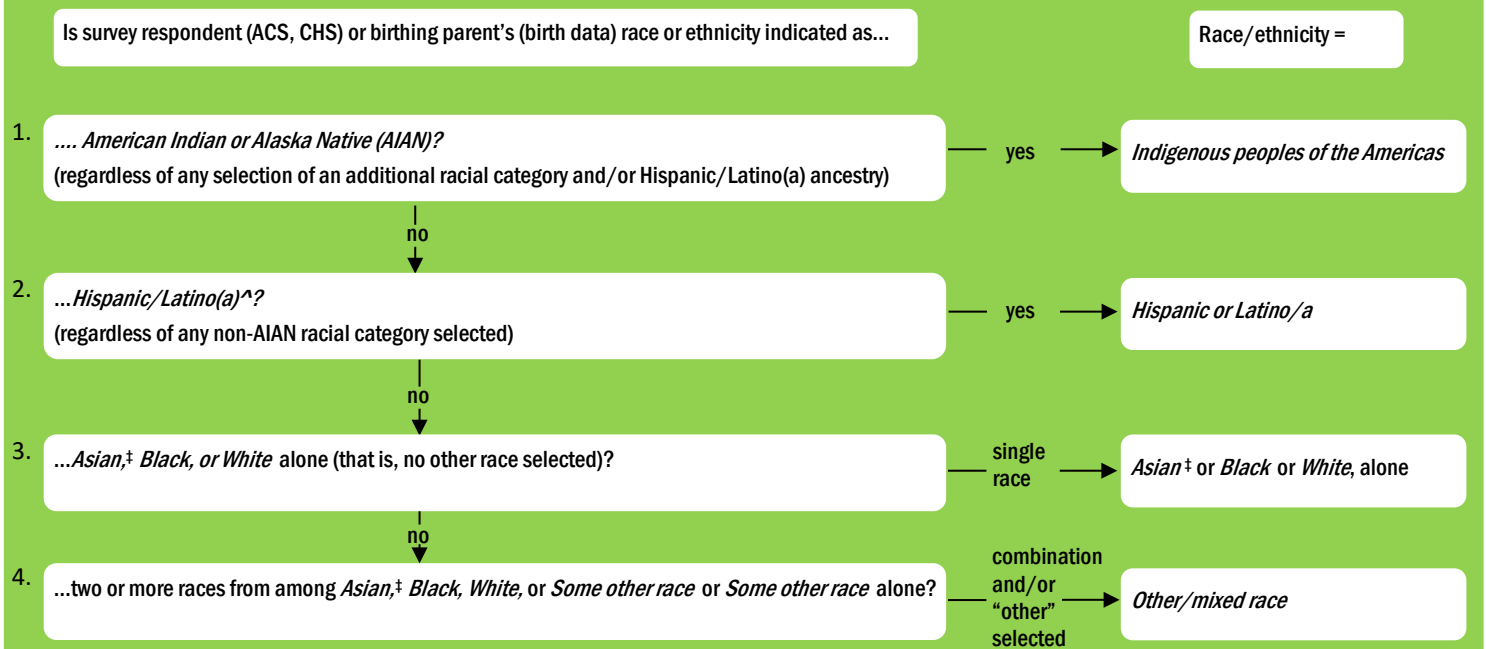 Is survey respondent (ACS, CHS) or birthing parent's (birth data) race or ethnicity indicated as...
Race/ethnicity =
1.
.... American Indian or Alaska Native (AIAN)?
(regardless of any selection of an additional racial category and/or Hispanic/Latino(a) ancestry)
yes
Indigenous peoples of the Americas
no
2.
...Hispanic/Latino(a)^?
(regardless of any non-AIAN racial category selected)
yes
Hispanic or Latino/a
no
3.
...Asian,‡ Black, or White alone (that is, no other race selected)?
single
race
Asian ‡ or Black or White, alone
no
4.
...two or more races from among Asian,‡ Black, White, or Some other race or Some other race alone?
combination
and/or
“other”
selected
Other/mixed race